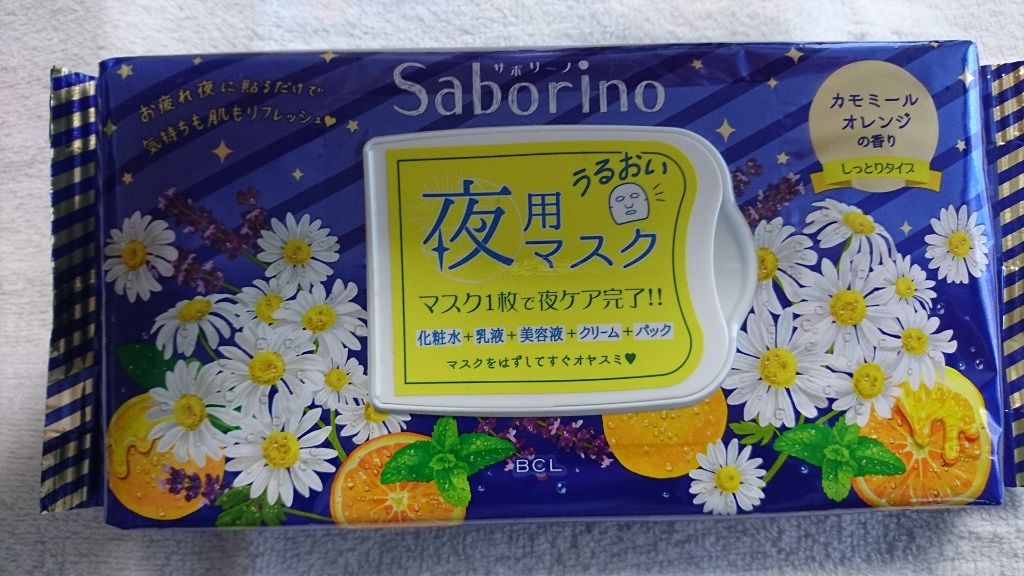 サボリーノ
Saborino
お疲れ夜に貼るだけで
気持ちも肌もリフレッシュ♥
カモミール
オレンジ
の香り
しっとりタイプ
うるおい
夜用マスク
マスク1枚で夜ケア完了!!
化粧水+乳液+美容液+クリーム+パック
マスクをはずしてすぐオヤスミ♥
BCL